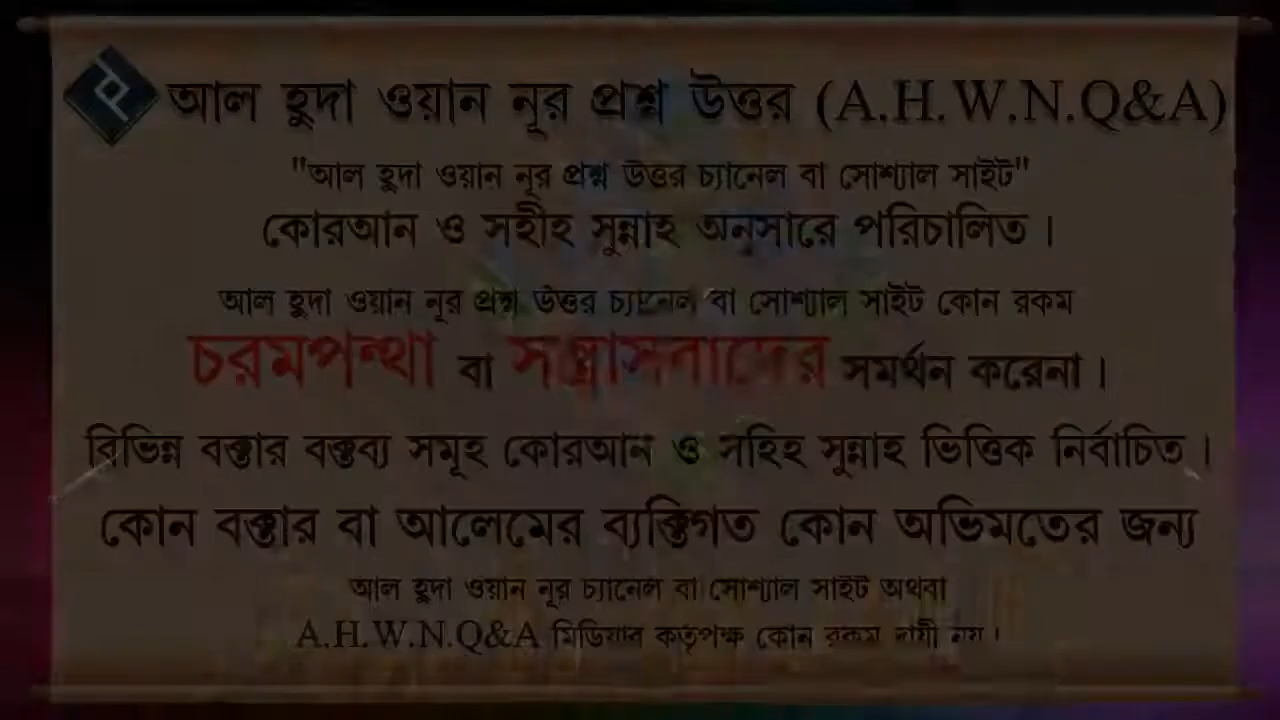 আল হুদা ওয়ান নূর প্রশ্ন উত্তর (A.H.W.N.Q&A)
"আল হুদা ওয়ান নূর প্রশ্ন উত্তর চ্যানেল বা সোশ্যাল সাইট"
কোরআন ও সহীহ সুন্নাহ অনুসারে পরিচালিত।
আল হুদা ওয়ান নূর প্রশ্ন উত্তর চ্যানেল বা সোশ্যাল সাইট কোন রকম
চরমপন্থা বা সন্ত্রাসবাদের সমর্থন করেনা।
বিভিন্ন বক্তার বক্তব্য সমূহ কোরআন ও সহিহ সুন্নাহ ভিত্তিক নির্বাচিত।
কোন বক্তার বা আলেমের ব্যক্তিগত কোন অভিমতের জন্য
আল হুদা ওয়ান নূর চ্যানেল বা সোশ্যাল সাইট অথবা
A.H.W.N.Q&A মিডিয়ার কর্তৃপক্ষ কোন রকম দায়ী নয়।